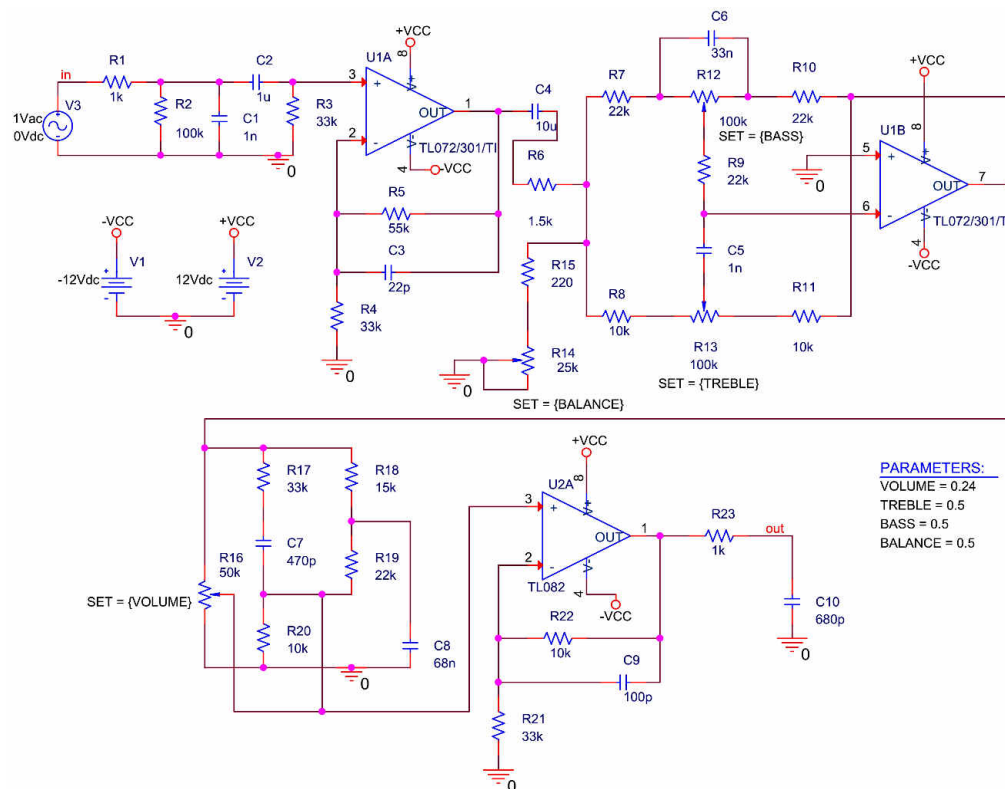 in
V3
1Vac
0Vdc
R1
1k
R2
100k
C1
1n
C2
1u
R3
33k
0
3
2
+
-
U1A
+VCC
8
V+
OUT
V-
4
-VCC
1
TL072/301/TI
R5
55k
C3
22p
R4
33k
0
C4
10u
R6
1.5k
R15
220
R14
25k
0
SET = {BALANCE}
-VCC
V1
-12Vdc
+VCC
V2
12Vdc
+
-
+
-
0
C6
33n
R7
22k
R12
100k
SET = {BASS}
R10
22k
R9
22k
C5
1n
R8
10k
R13
100k
SET = {TREBLE}
R11
10k
0
5
6
+
-
+VCC
8
U1B
V+
OUT
7
V-
TL072/301/TI
4
-VCC
R16
50k
SET = {VOLUME}
R17
33k
C7
470p
R20
10k
R18
15k
R19
22k
C8
68n
0
3
2
+
-
+VCC
8
U2A
V+
OUT
V-
TL082
4
-VCC
1
R22
10k
C9
100p
R21
33k
0
R23
1k
out
C10
680p
0
PARAMETERS:
VOLUME = 0.24
TREBLE = 0.5
BASS = 0.5
BALANCE = 0.5